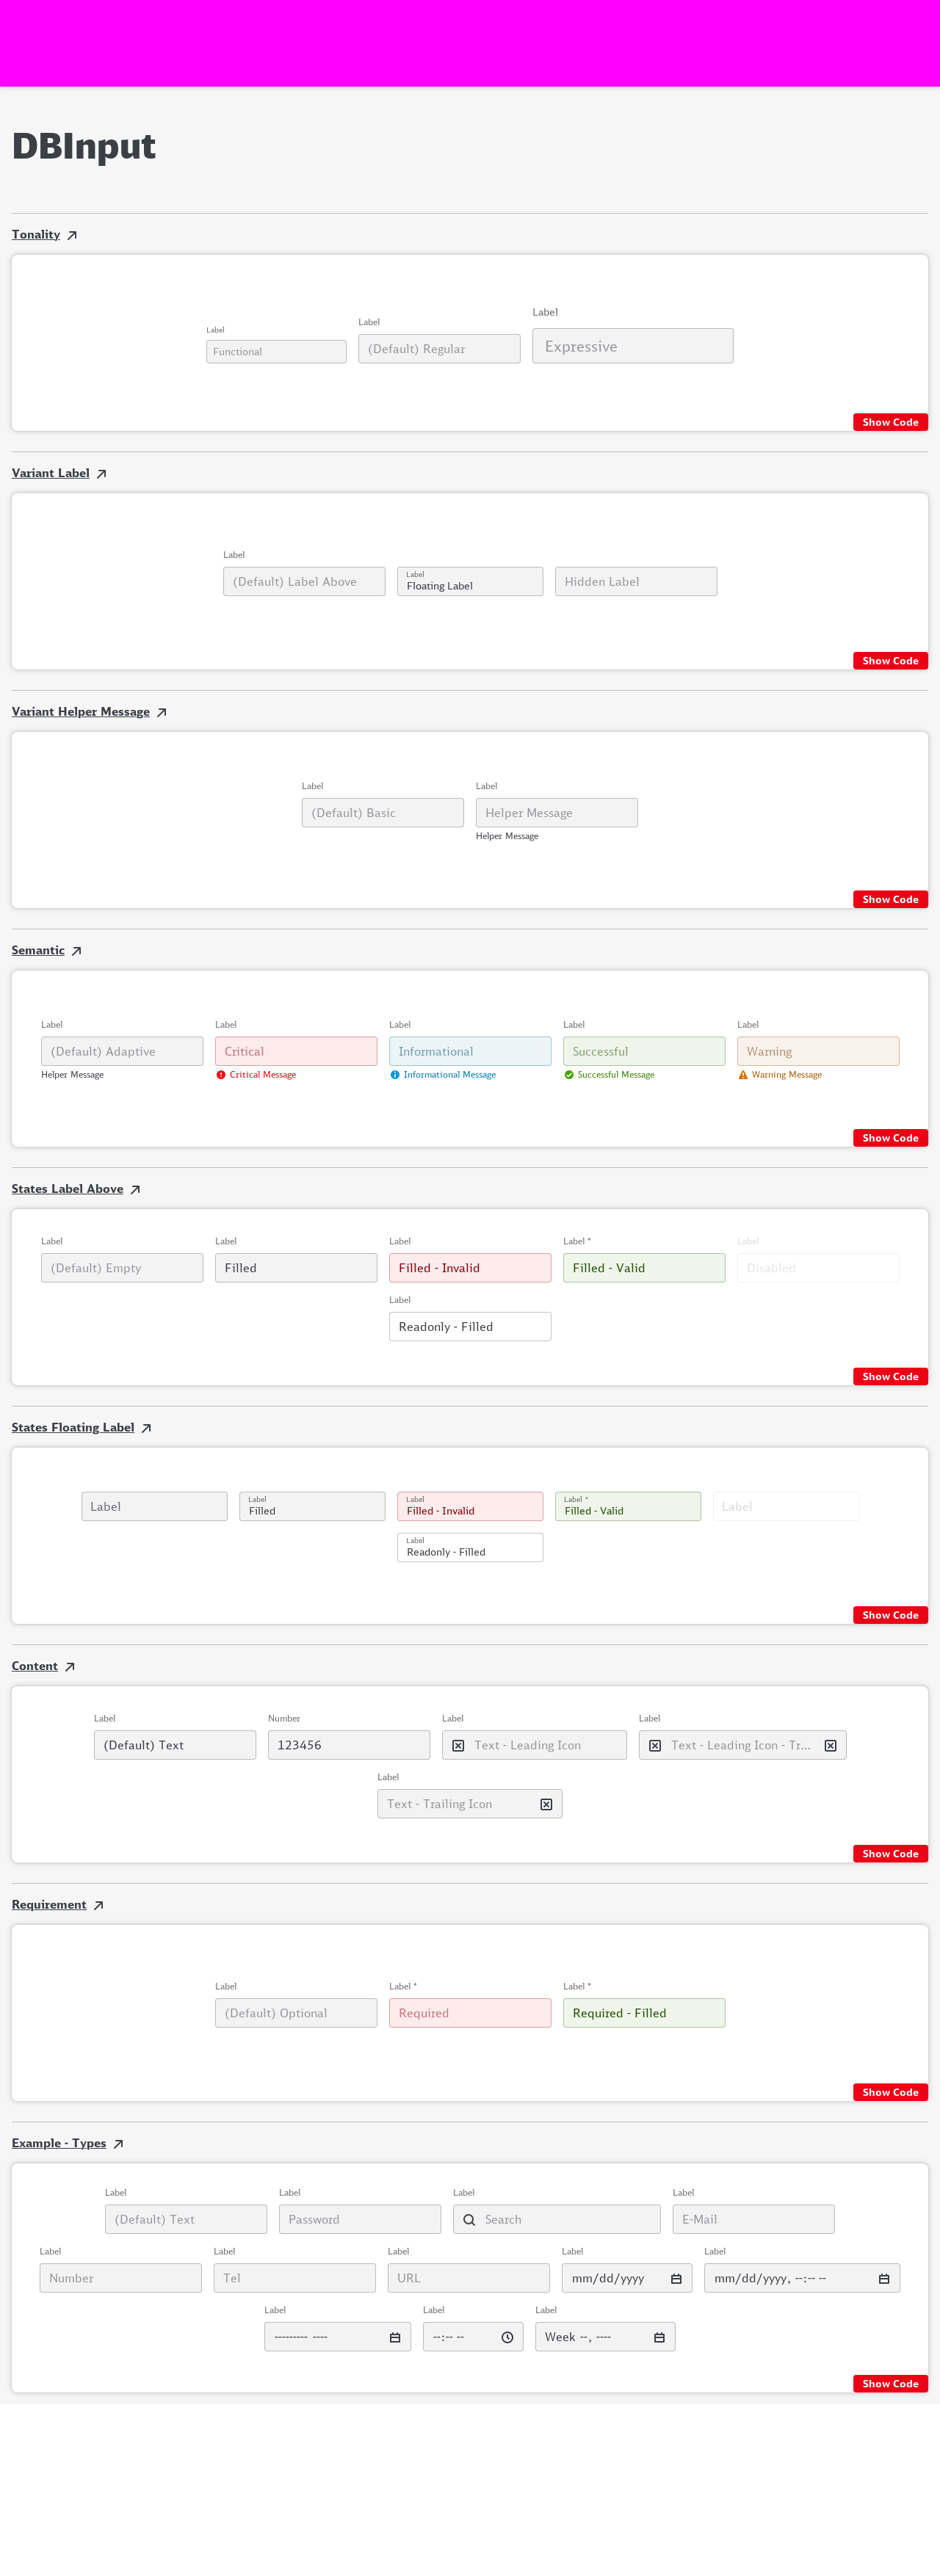 DBInput
Tonality
Label
Label
Label
Functional
(Default) Regular
Expressive
Show Code
Variant Label
Label
(Default) Label Above
Label
Floating Label
Hidden Label
Show Code
Variant Helper Message
Label
Label
(Default) Basic
Helper Message
Helper Message
Show Code
Semantic
Label
Label
Label
Label
Label
(Default) Adaptive
Critical
Informational
Successful
Warning
Helper Message
Critical Message
Informational Message
Successful Message
Warning Message
Show Code
States Label Above
Label
Label
Label
Label *
Label
(Default) Empty
Filled
Filled - Invalid
Filled - Valid
Disabled
Label
Readonly - Filled
Show Code
States Floating Label
Label
Label
Filled
Label
Filled - Invalid
Label *
Filled - Valid
Label
Label
Readonly - Filled
Show Code
Content
Label
Number
Label
Label
(Default) Text
123456
Text - Leading Icon
Text - Leading Icon - Tr...
Label
Text - Trailing Icon
Show Code
Requirement
Label
Label *
Label *
(Default) Optional
Required
Required - Filled
Show Code
Example - Types
Label
Label
Label
Label
(Default) Text
Password
Search
E-Mail
Label
Label
Label
Label
Label
Number
Tel
URL
mm/dd/yyyy
mm/dd/yyyy, --:-- --
Label
Label
Label
--------- ----
--:-- --
Week --, ----
Show Code